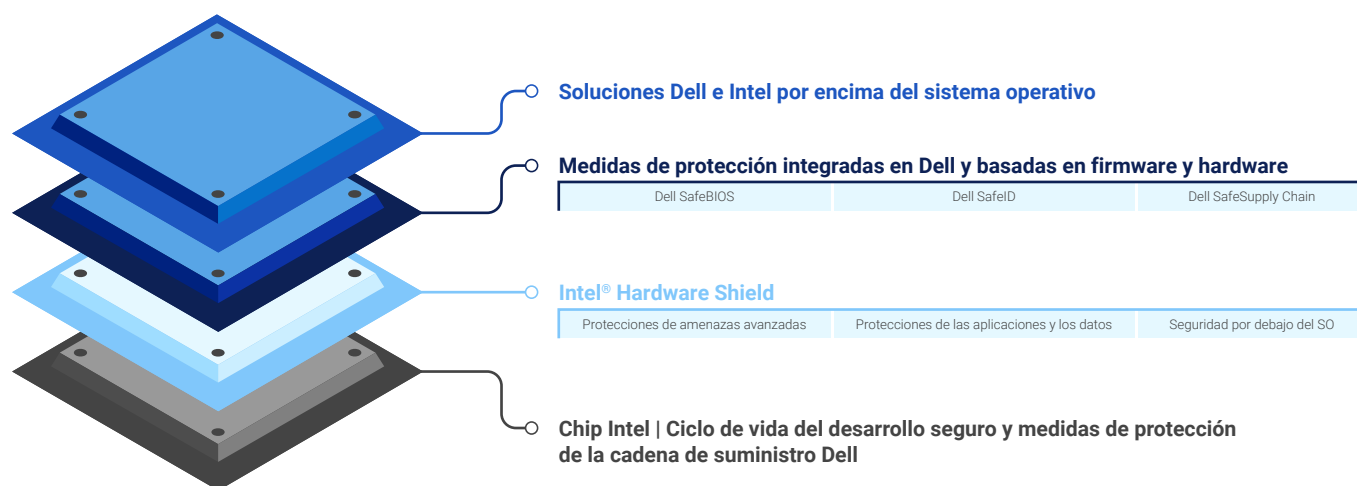 Soluciones Dell e Intel por encima del sistema operativo
Medidas de protección integradas en Dell y basadas en firmware y hardware
Dell SafeBIOS
Dell SafeID
Dell SafeSupply Chain
Intel® Hardware Shield
Protecciones de amenazas avanzadas
Protecciones de las aplicaciones y los datos
Seguridad por debajo del SO
Chip Intel | Ciclo de vida del desarrollo seguro y medidas de protección
de la cadena de suministro Dell